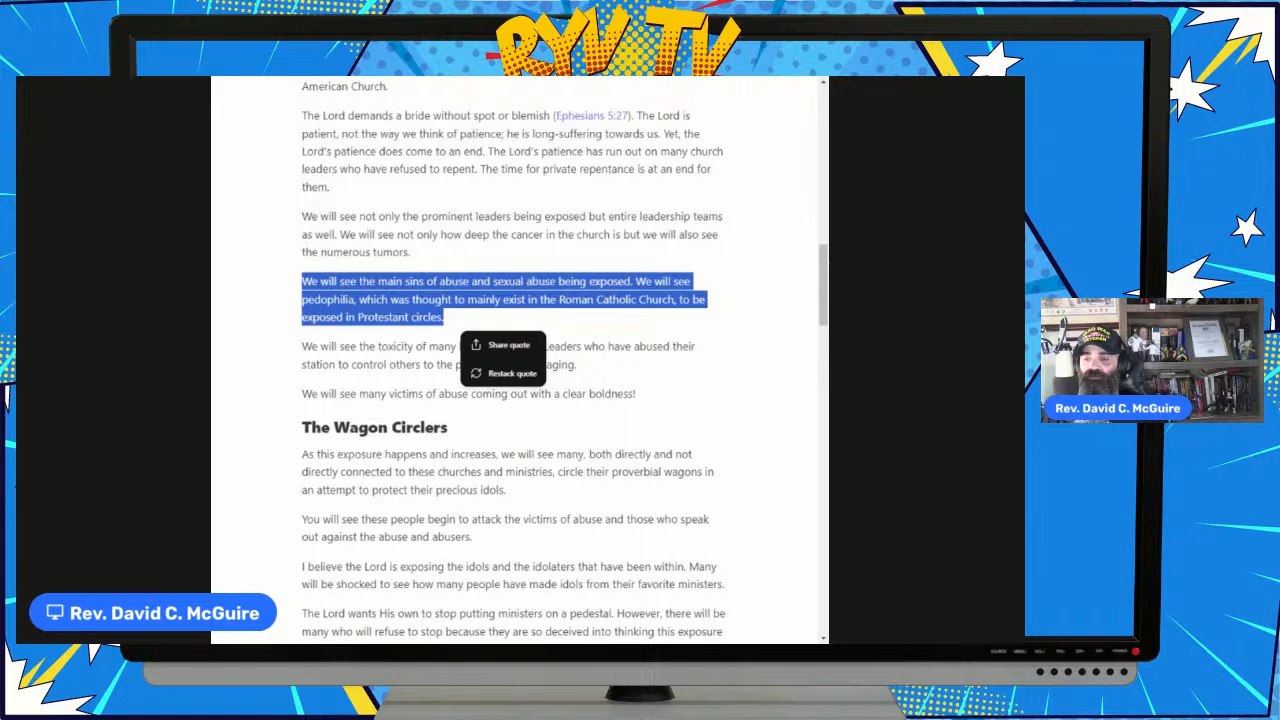 RYV TV
American Church.
The Lord demands a bride without spot or blemish (Ephesians 5:27). The Lord is
patient, not the way we think of patience; he is long-suffering towards us. Yet, the
Lord's patience does come to an end. The Lord's patience has run out on many church
leaders who have refused to repent. The time for private repentance is at an end for
them.
We will see not only the prominent leaders being exposed but entire leadership teams
as well. We will see not only how deep the cancer in the church is but we will also see
the numerous tumors.
We will see the main sins of abuse and sexual abuse being exposed. We will see
pedophilia, which was thought to mainly exist in the Roman Catholic Church, to be
exposed in Protestant circles.
Share quote
Restack quote
We will see the toxicity of many Leaders who have abused their
station to control others to the p aging.
We will see many victims of abuse coming out with a clear boldness!
The Wagon Circlers
As this exposure happens and increases, we will see many, both directly and not
directly connected to these churches and ministries, circle their proverbial wagons in
an attempt to protect their precious idols.
You will see these people begin to attack the victims of abuse and those who speak
out against the abuse and abusers.
I believe the Lord is exposing the idols and the idolaters that have been within. Many
will be shocked to see how many people have made idols from their favorite ministers.
The Lord wants His own to stop putting ministers on a pedestal. However, there will be
many who will refuse to stop because they are so deceived into thinking this exposure
Rev. David C. McGuire
Rev. David C. McGuire